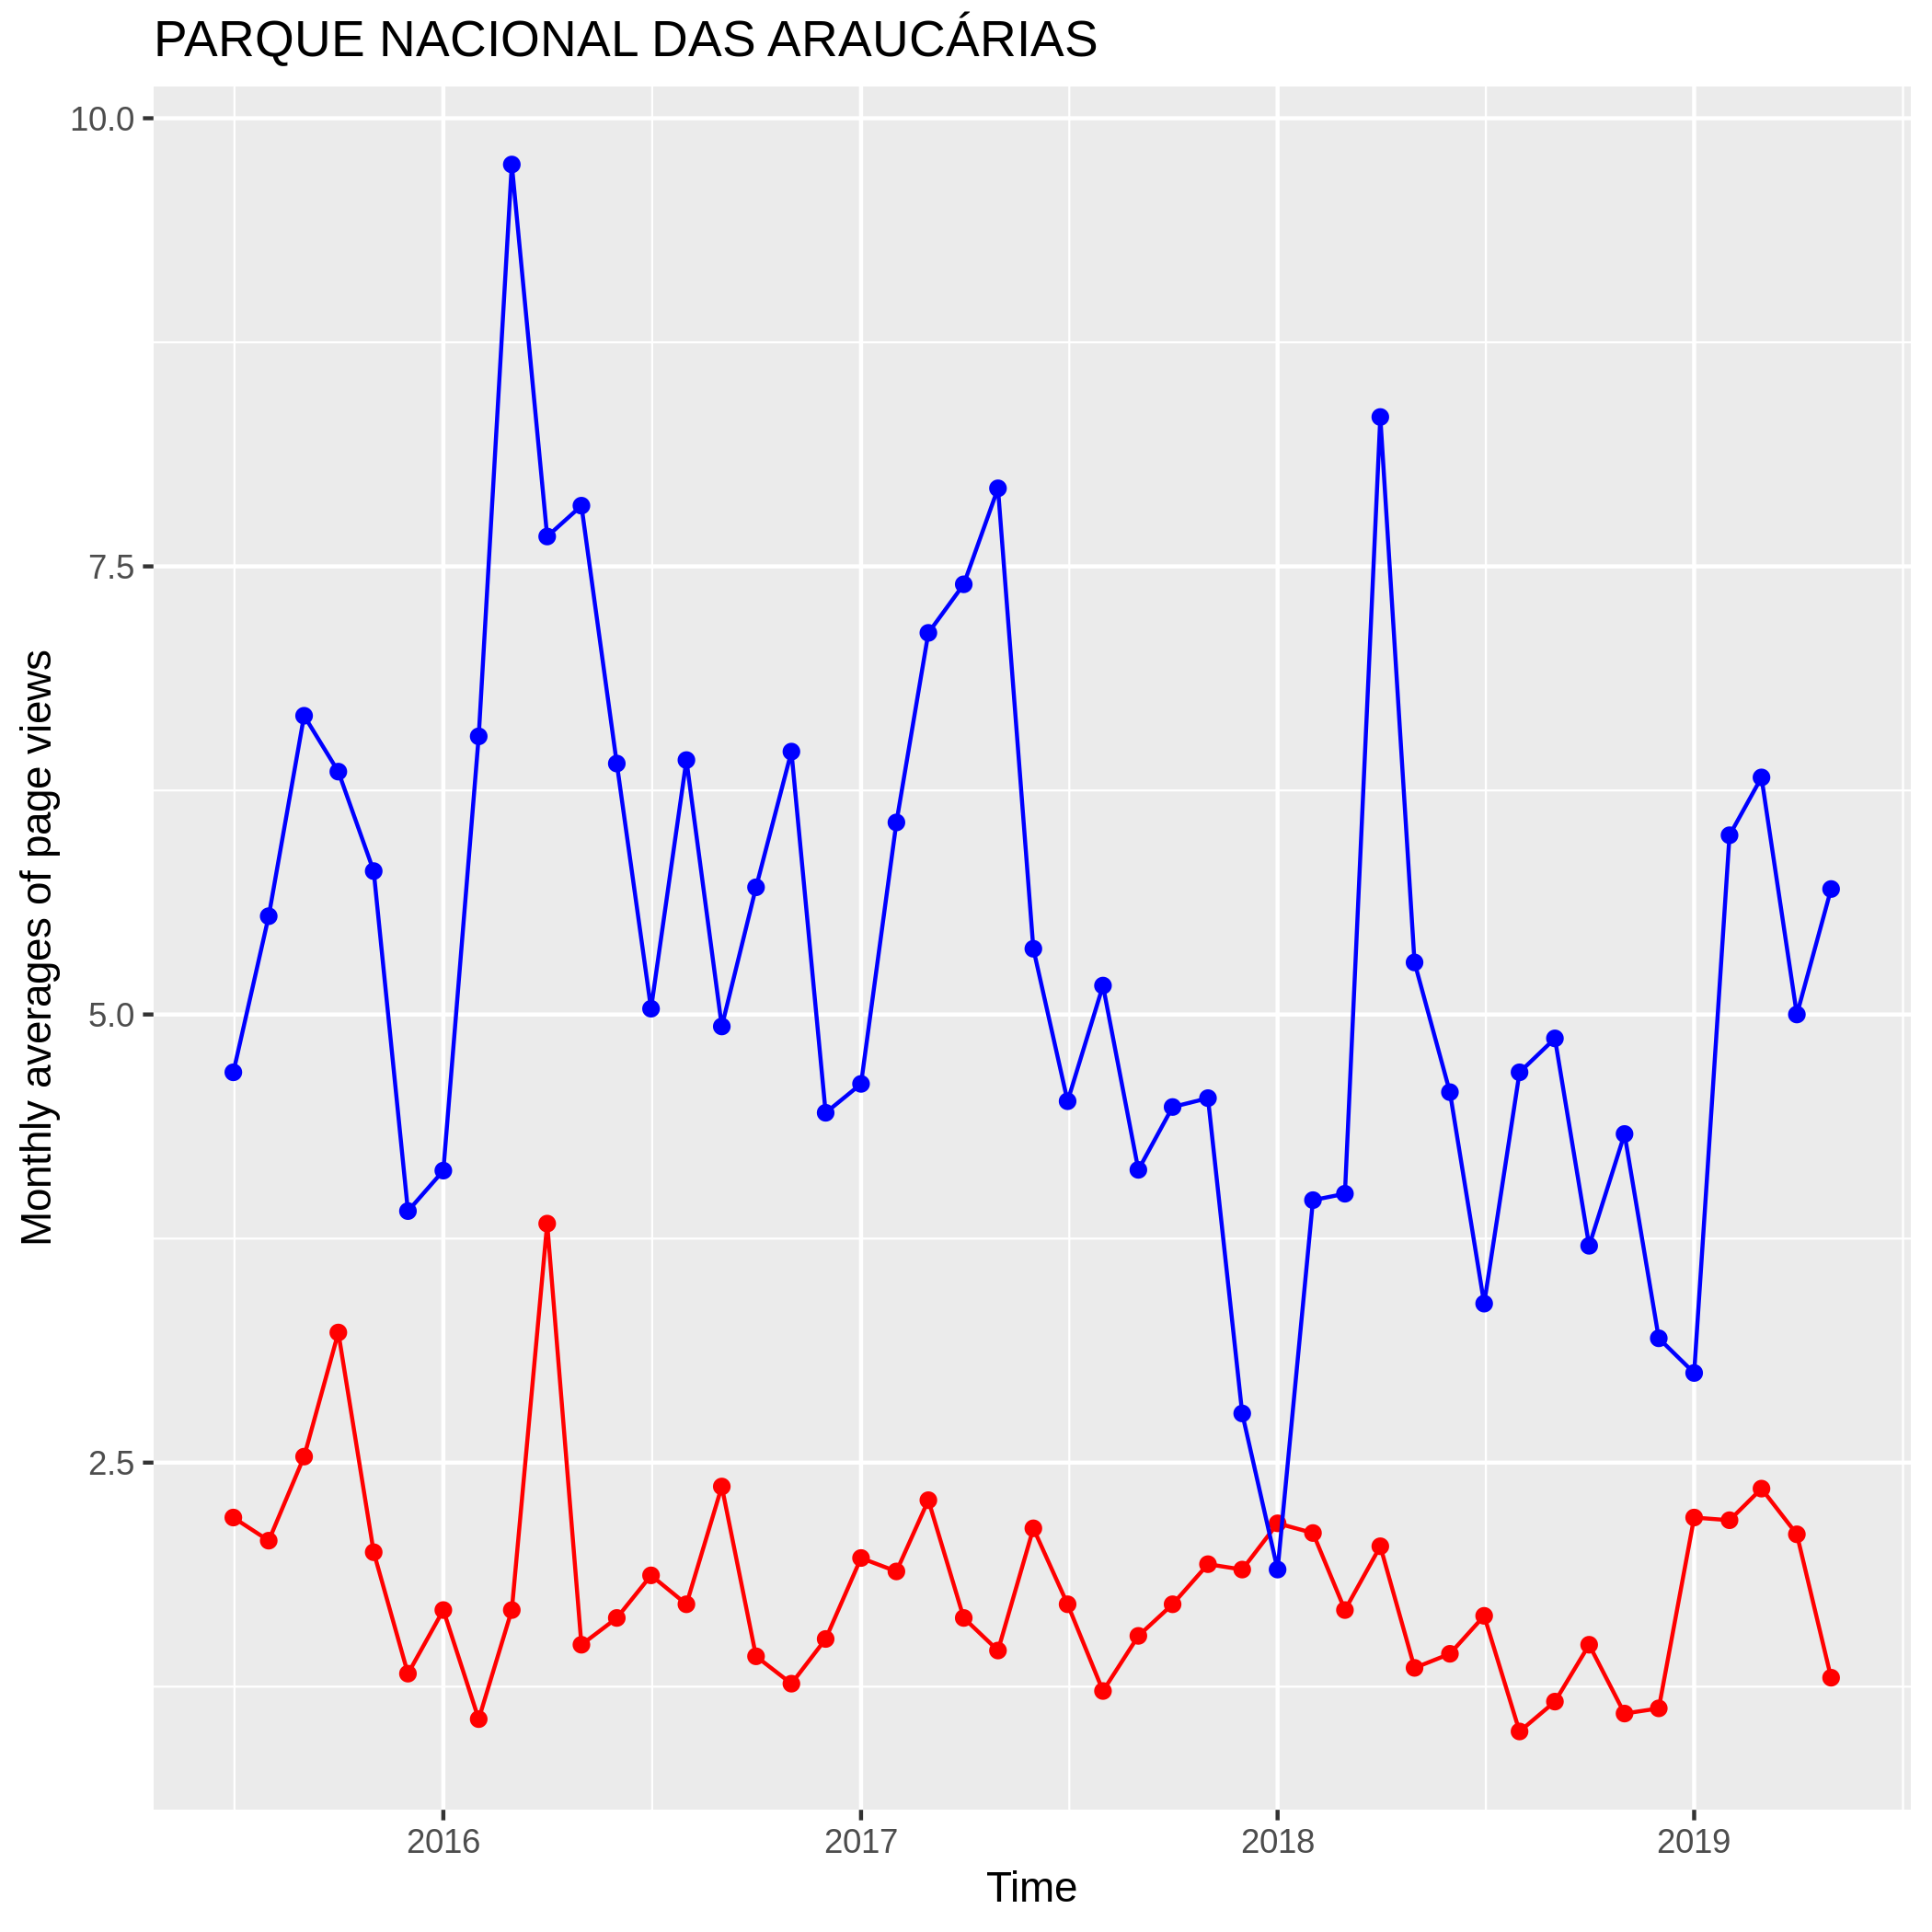 PARQUE NACIONAL DAS ARAUCÁRIAS
Monthly averages of page views
10.0
7.5
5.0
2.5
2016 2017 2018 2019
Time